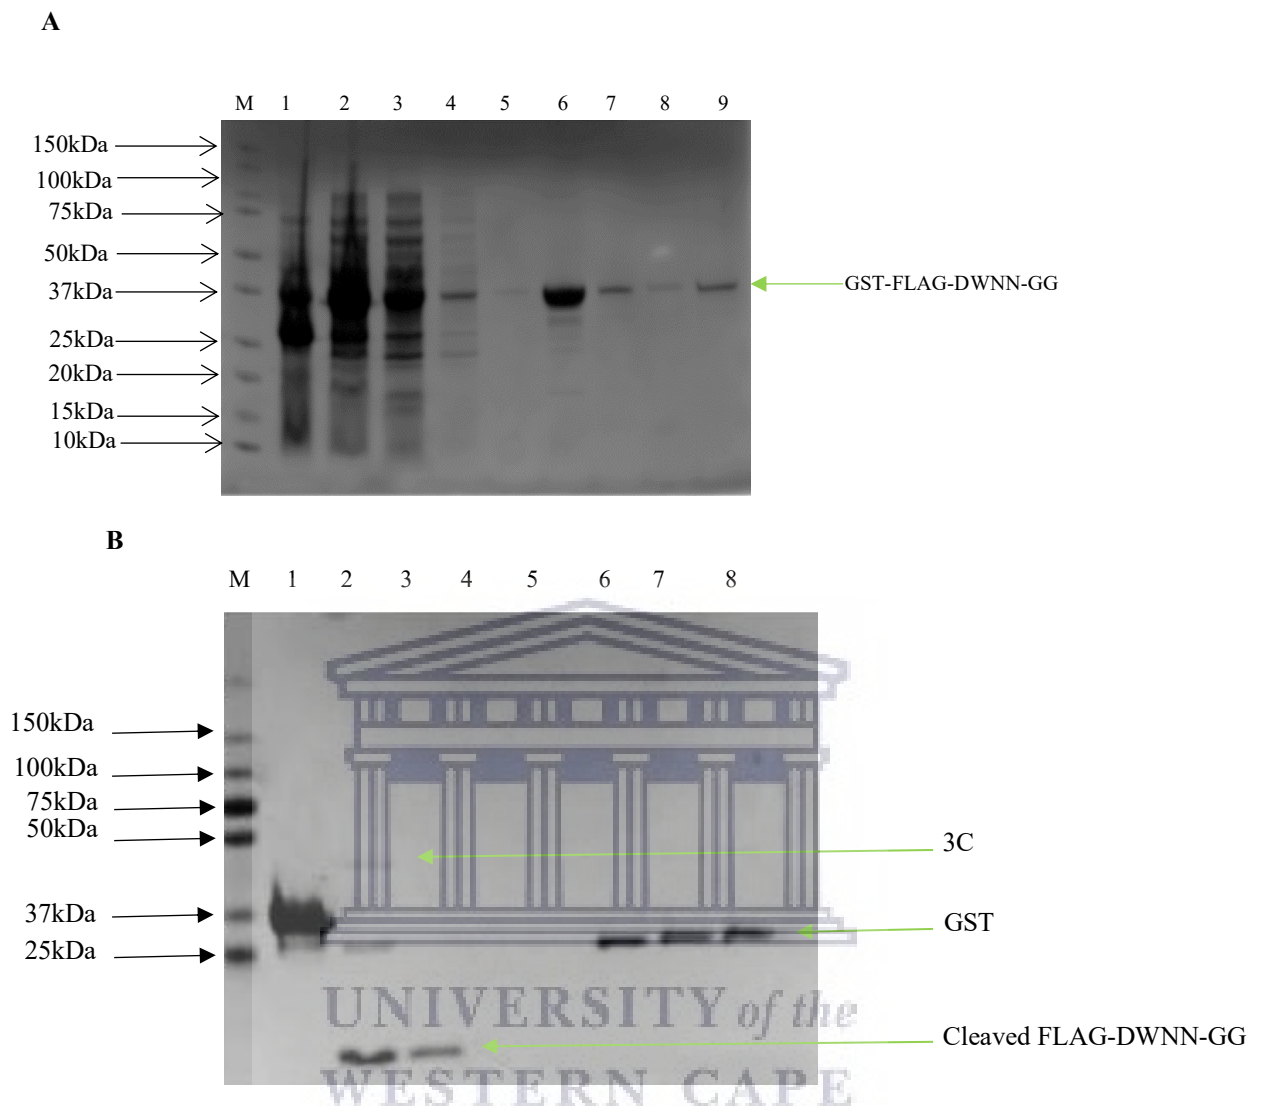 A
M 1 2 3 4 5 6 7 8 9
150kDa
100kDa
75kDa
50kDa
37kDa
25kDa
20kDa
15kDa
10kDa
GST-FLAG-DWNN-GG
B
M 1 2 3 4 5 6 7 8
150kDa
100kDa
75kDa
50kDa
37kDa
25kDa
3C
GST
Cleaved FLAG-DWNN-GG
UNIVERSITY of the
WESTERN CAPE